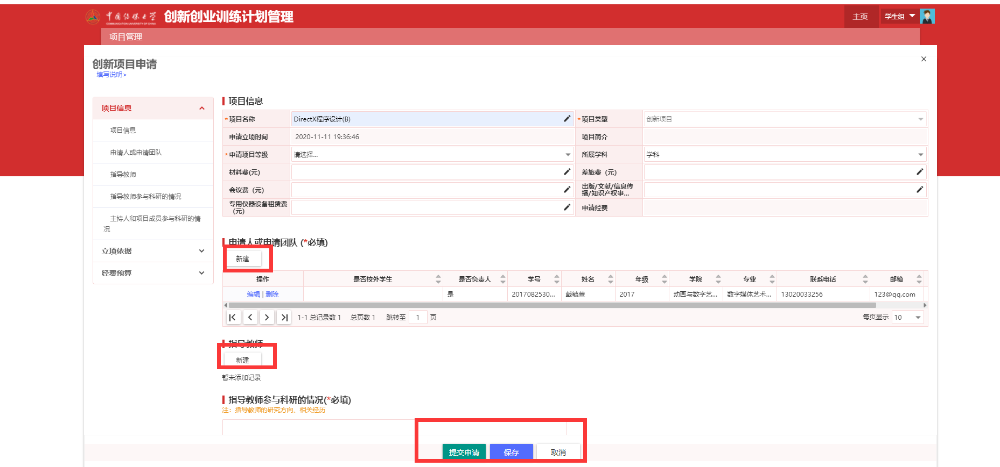 中国传媒大学 创新创业训练计划管理 主页 学生组
COMMUNICATION UNIVERSITY OF CHINA
项目管理
创新项目申请 ×
填写说明>
项目信息
项目信息
申请人或申请团队
指导教师
指导教师参与科研的情况
主持人和项目成员参与科研的情
况
立项依据
经费预算
项目信息
*项目名称 DirectX程序设计(B) *项目类型 创新项目
申请立项时间 2020-11-11 19:36:46 项目简介
*申请项目等级 请选择... 所属学科 学科
材料费(元) 差旅费（元）
会议费（元） 出版/文献/信息传
播/知识产权事...
专用仪器设备租赁费
（元） 申请经费
申请人或申请团队 (*必填)
新建
操作 是否校外学生 是否负责人 学号 姓名 年级 学院 专业 联系电话 邮箱
编辑 | 删除 是 2017082530... 戴毓萱 2017 动画与数字艺... 数字媒体艺术... 13020033256 123@qq.com
1-1 总记录数 1 总页数 1 跳转至 1 页 每页显示 10
指导教师
新建
暂未添加记录
指导教师参与科研的情况(*必填)
注：指导教师的研究方向、相关经历
提交申请 保存 取消